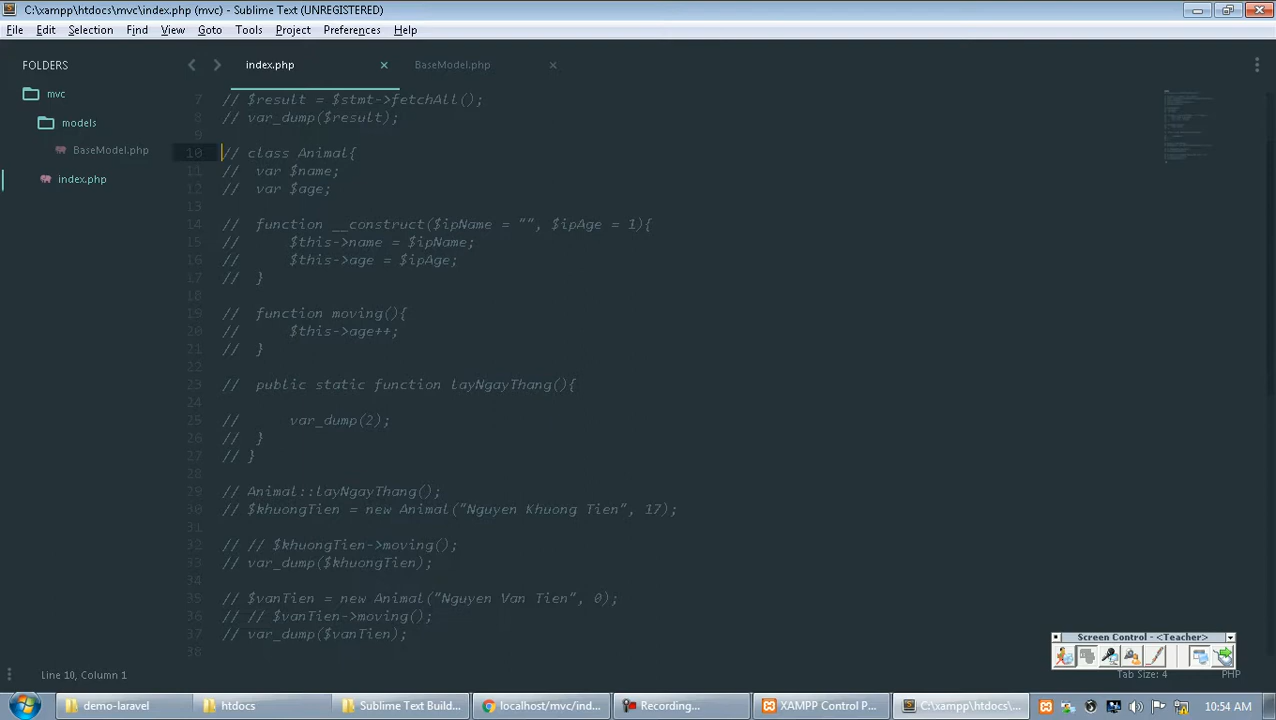 C:\xampp\htdocs\mvc\index.php (mvc) - Sublime Text (UNREGISTERED)
File Edit Selection Find View Goto Tools Project Preferences Help
FOLDERS
mvc
models
BaseModel.php
index.php
index.php × BaseModel.php ×
7 // $result = $stmt->fetchAll();
8 // var_dump($result);
9
10 // class Animal{
11 // var $name;
12 // var $age;
13
14 // function __construct($ipName = "", $ipAge = 1){
15 // $this->name = $ipName;
16 // $this->age = $ipAge;
17 // }
18
19 // function moving(){
20 // $this->age++;
21 // }
22
23 // public static function layNgayThang(){
24
25 // var_dump(2);
26 // }
27 // }
28
29 // Animal::layNgayThang();
30 // $khuongTien = new Animal("Nguyen Khuong Tien", 17);
31
32 // // $khuongTien->moving();
33 // var_dump($khuongTien);
34
35 // $vanTien = new Animal("Nguyen Van Tien", 0);
36 // // $vanTien->moving();
37 // var_dump($vanTien);
38
Screen Control - <Teacher>
Line 10, Column 1 Tab Size: 4 PHP
demo-laravel htdocs Sublime Text Build... localhost/mvc/ind... Recording... XAMPP Control P... C:\xampp\htdocs\... 10:54 AM